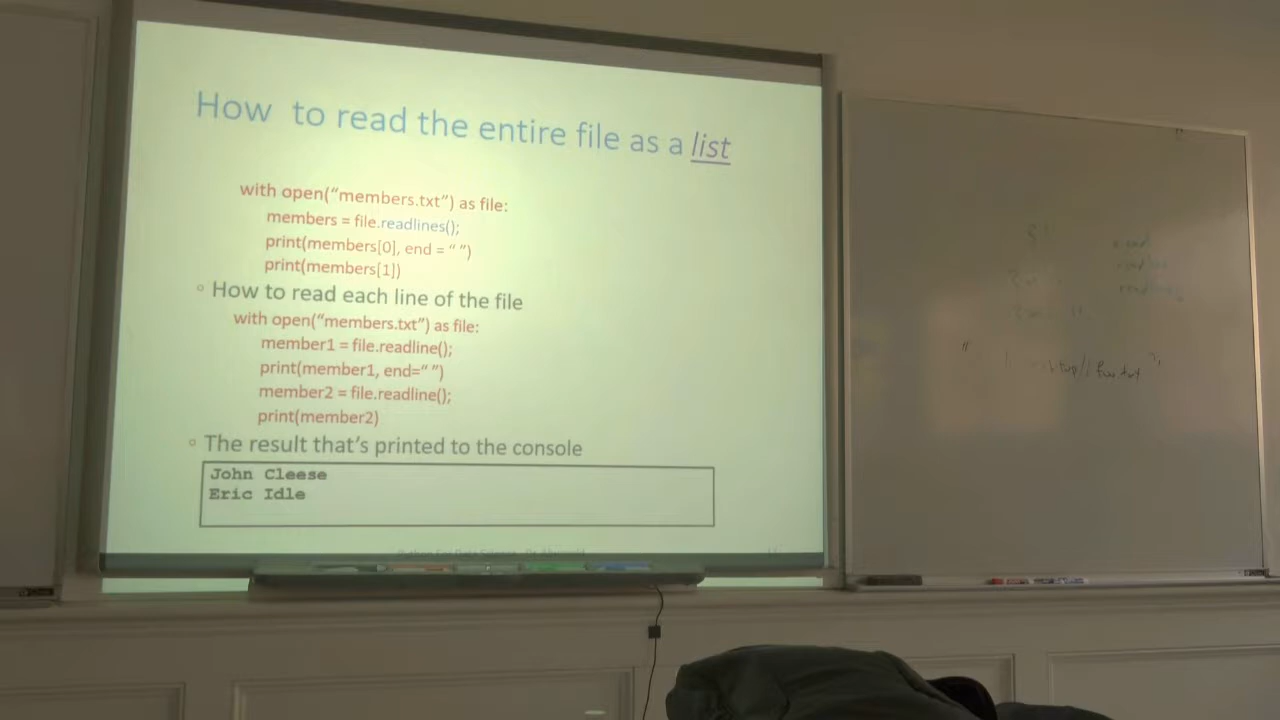 How to read the entire file as a list
with open(“members.txt”) as file:
members = file.readlines();
print(members[0], end = “ ”)
print(members[1])
◦ How to read each line of the file
with open(“members.txt”) as file:
member1 = file.readline();
print(member1, end=“ ”)
member2 = file.readline();
print(member2)
◦ The result that’s printed to the console
John Cleese
Eric Idle